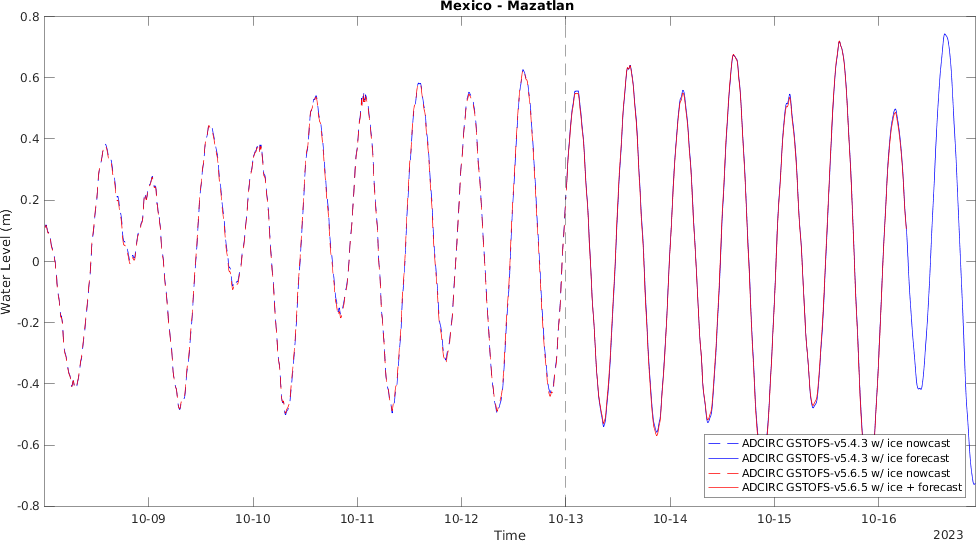 Mexico - Mazatlan
0.8
0.6
0.4
0.2
0
-0.2
-0.4
-0.6
-0.8
Water Level (m)
10-09 10-10 10-11 10-12 10-13 10-14 10-15 10-16
Time
2023
ADCIRC GSTOFS-v5.4.3 w/ ice nowcast
ADCIRC GSTOFS-v5.4.3 w/ ice forecast
ADCIRC GSTOFS-v5.6.5 w/ ice nowcast
ADCIRC GSTOFS-v5.6.5 w/ ice + forecast